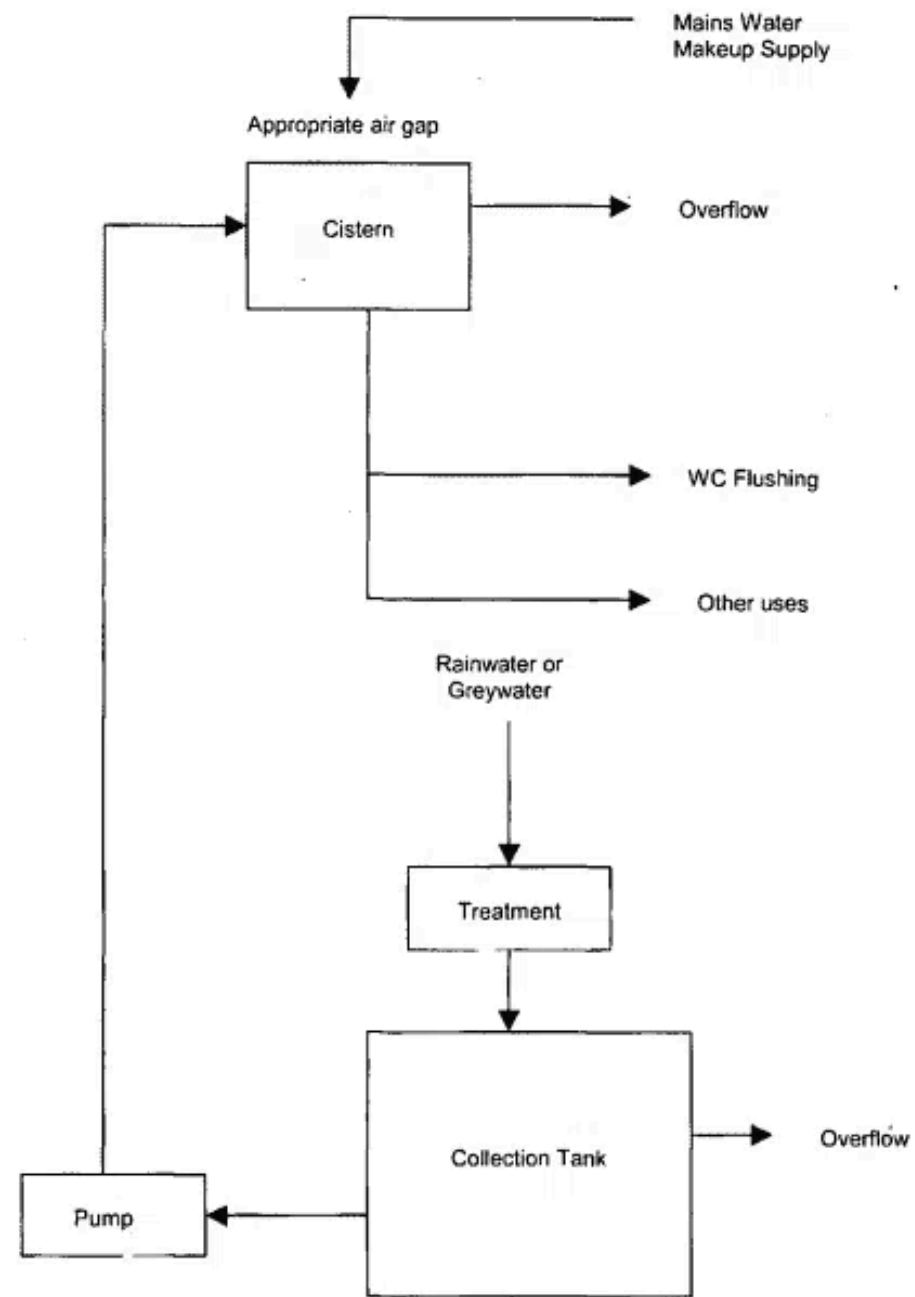 Mains Water
Makeup Supply
Appropriate air gap
Cistern
Overflow
WC Flushing
Other uses
Rainwater or
Greywater
Treatment
Collection Tank
Overflow
Pump